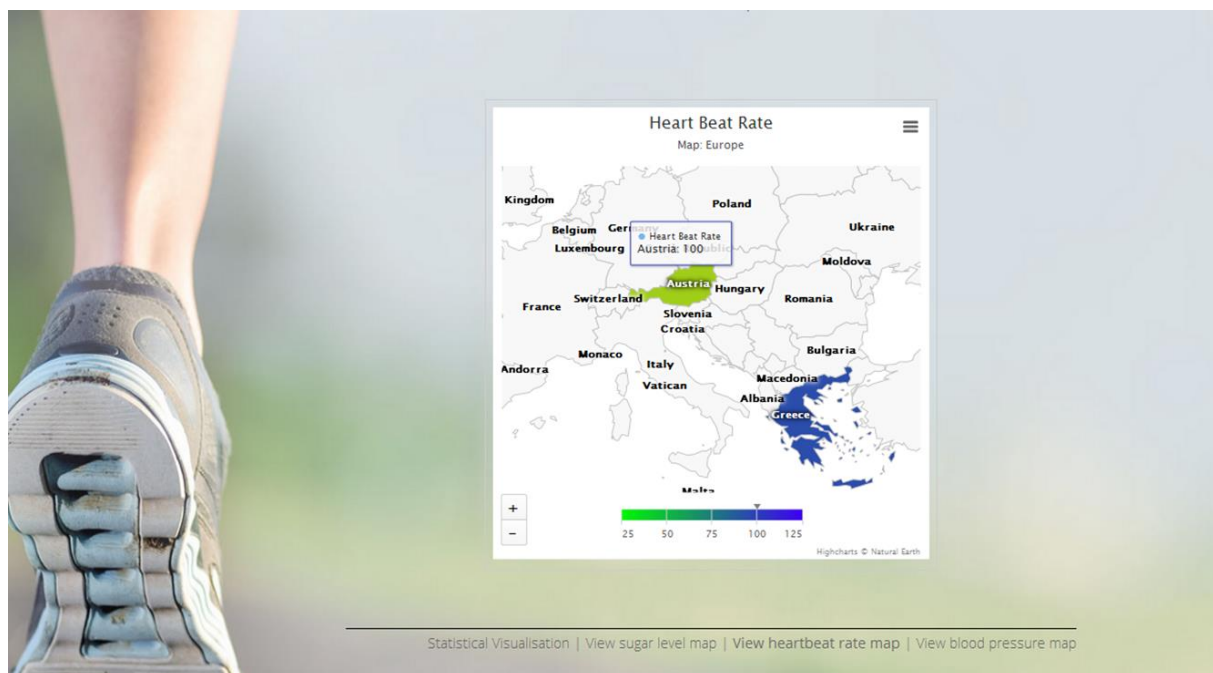 Heart Beat Rate
Map: Europe
Kingdom
Poland
Belgium
Germany
Ukraine
Heart Beat Rate
Austria: 100
Luxembourg
Moldova
Austria
Hungary
Switzerland
Romania
France
Slovenia
Croatia
Monaco
Bulgaria
Italy
Andorra
Macedonia
Vatican
Albania
Greece
Malta
+
−
25 50 75 100 125
Highcharts © Natural Earth
Statistical Visualisation | View sugar level map | View heartbeat rate map | View blood pressure map